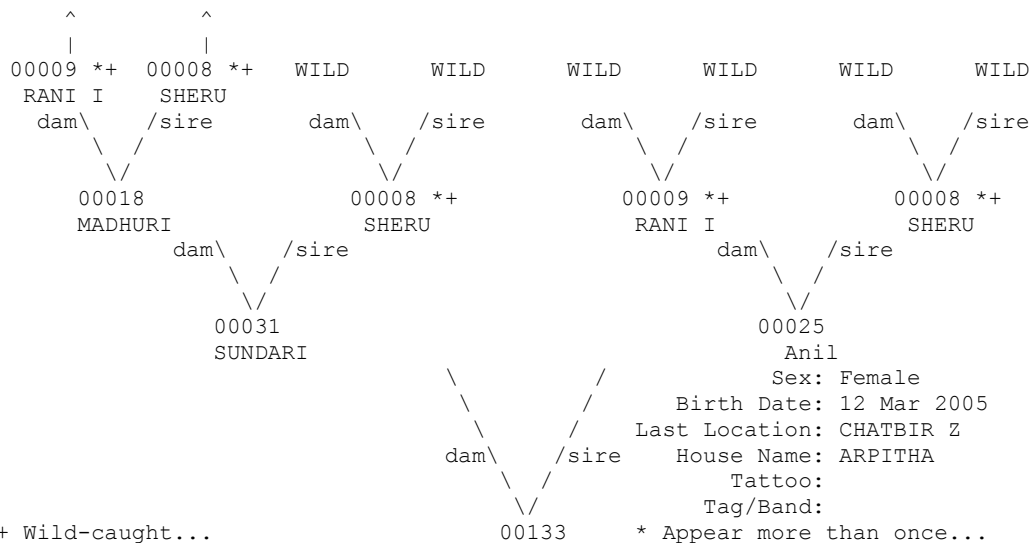 ^ ^
| |
00009 *+ 00008 *+ WILD WILD WILD WILD WILD WILD
RANI I SHERU
dam\ /sire dam\ /sire dam\ /sire dam\ /sire
\ / \ / \ / \ /
\/ \/ \/ \/
00018 00008 *+ 00009 *+ 00008 *+
MADHURI SHERU RANI I SHERU
dam\ /sire dam\ /sire
\ / \ /
\/ \/
00031 00025
SUNDARI Anil
\ / Sex: Female
\ / Birth Date: 12 Mar 2005
\ / Last Location: CHATBIR Z
dam\ /sire House Name: ARPITHA
\ / Tattoo:
\/ Tag/Band:
+ Wild-caught... 00133 * Appear more than once...